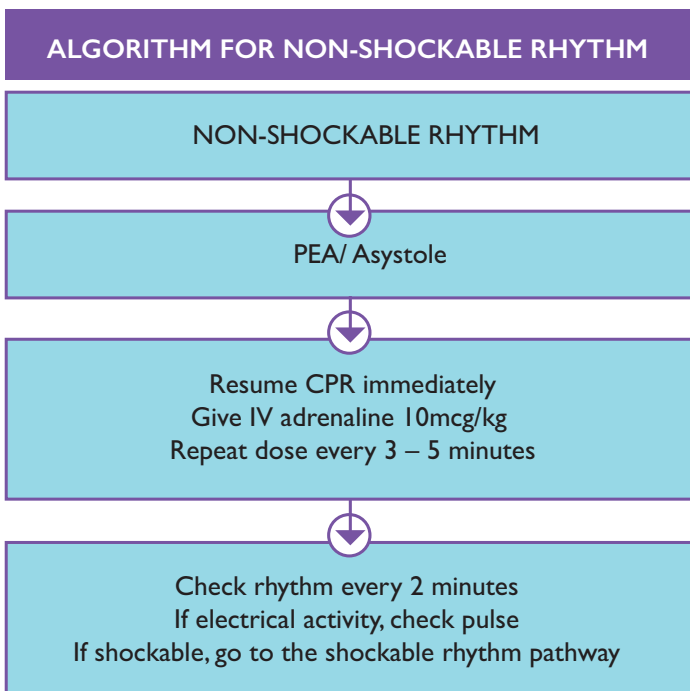 ALGORITHM FOR NON-SHOCKABLE RHYTHM
NON-SHOCKABLE RHYTHM
PEA/ Asystole
Resume CPR immediately
Give IV adrenaline 10mcg/kg
Repeat dose every 3 – 5 minutes
Check rhythm every 2 minutes
If electrical activity, check pulse
If shockable, go to the shockable rhythm pathway